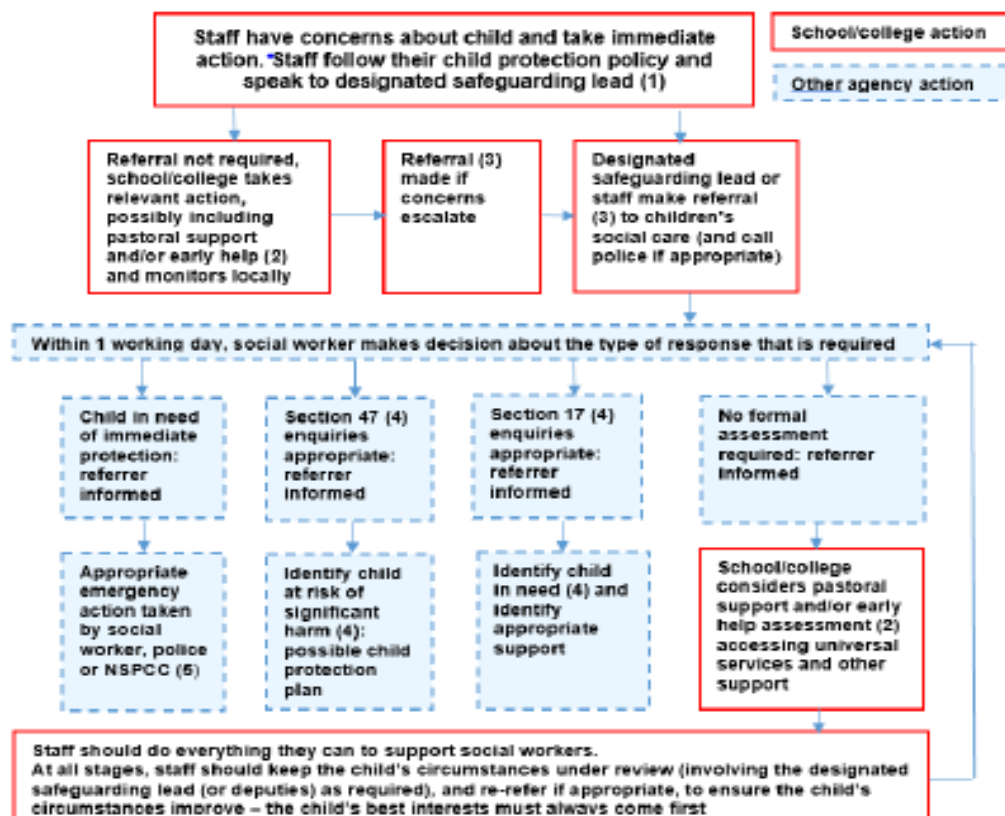 Staff have concerns about child and take immediate
action. Staff follow their child protection policy and
speak to designated safeguarding lead (1)
School/college action
Other agency action
Referral not required,
school/college takes
relevant action,
possibly including
pastoral support
and/or early help (2)
and monitors locally
Referral (3)
made if
concerns
escalate
Designated
safeguarding lead or
staff make referral
(3) to children's
social care (and call
police if appropriate)
Within 1 working day, social worker makes decision about the type of response that is required
Child in need
of immediate
protection:
referrer
informed
Section 47 (4)
enquiries
appropriate:
referrer
informed
Section 17 (4)
enquiries
appropriate:
referrer
informed
No formal
assessment
required: referrer
informed
Appropriate
emergency
action taken
by social
worker, police
or NSPCC (5)
Identify child
at risk of
significant
harm (4):
possible child
protection
plan
Identify child
in need (4) and
identify
appropriate
support
School/college
considers pastoral
support and/or early
help assessment (2)
accessing universal
services and other
support
Staff should do everything they can to support social workers.
At all stages, staff should keep the child's circumstances under review (involving the designated
safeguarding lead (or deputies) as required), and re-refer if appropriate, to ensure the child's
circumstances improve – the child's best interests must always come first